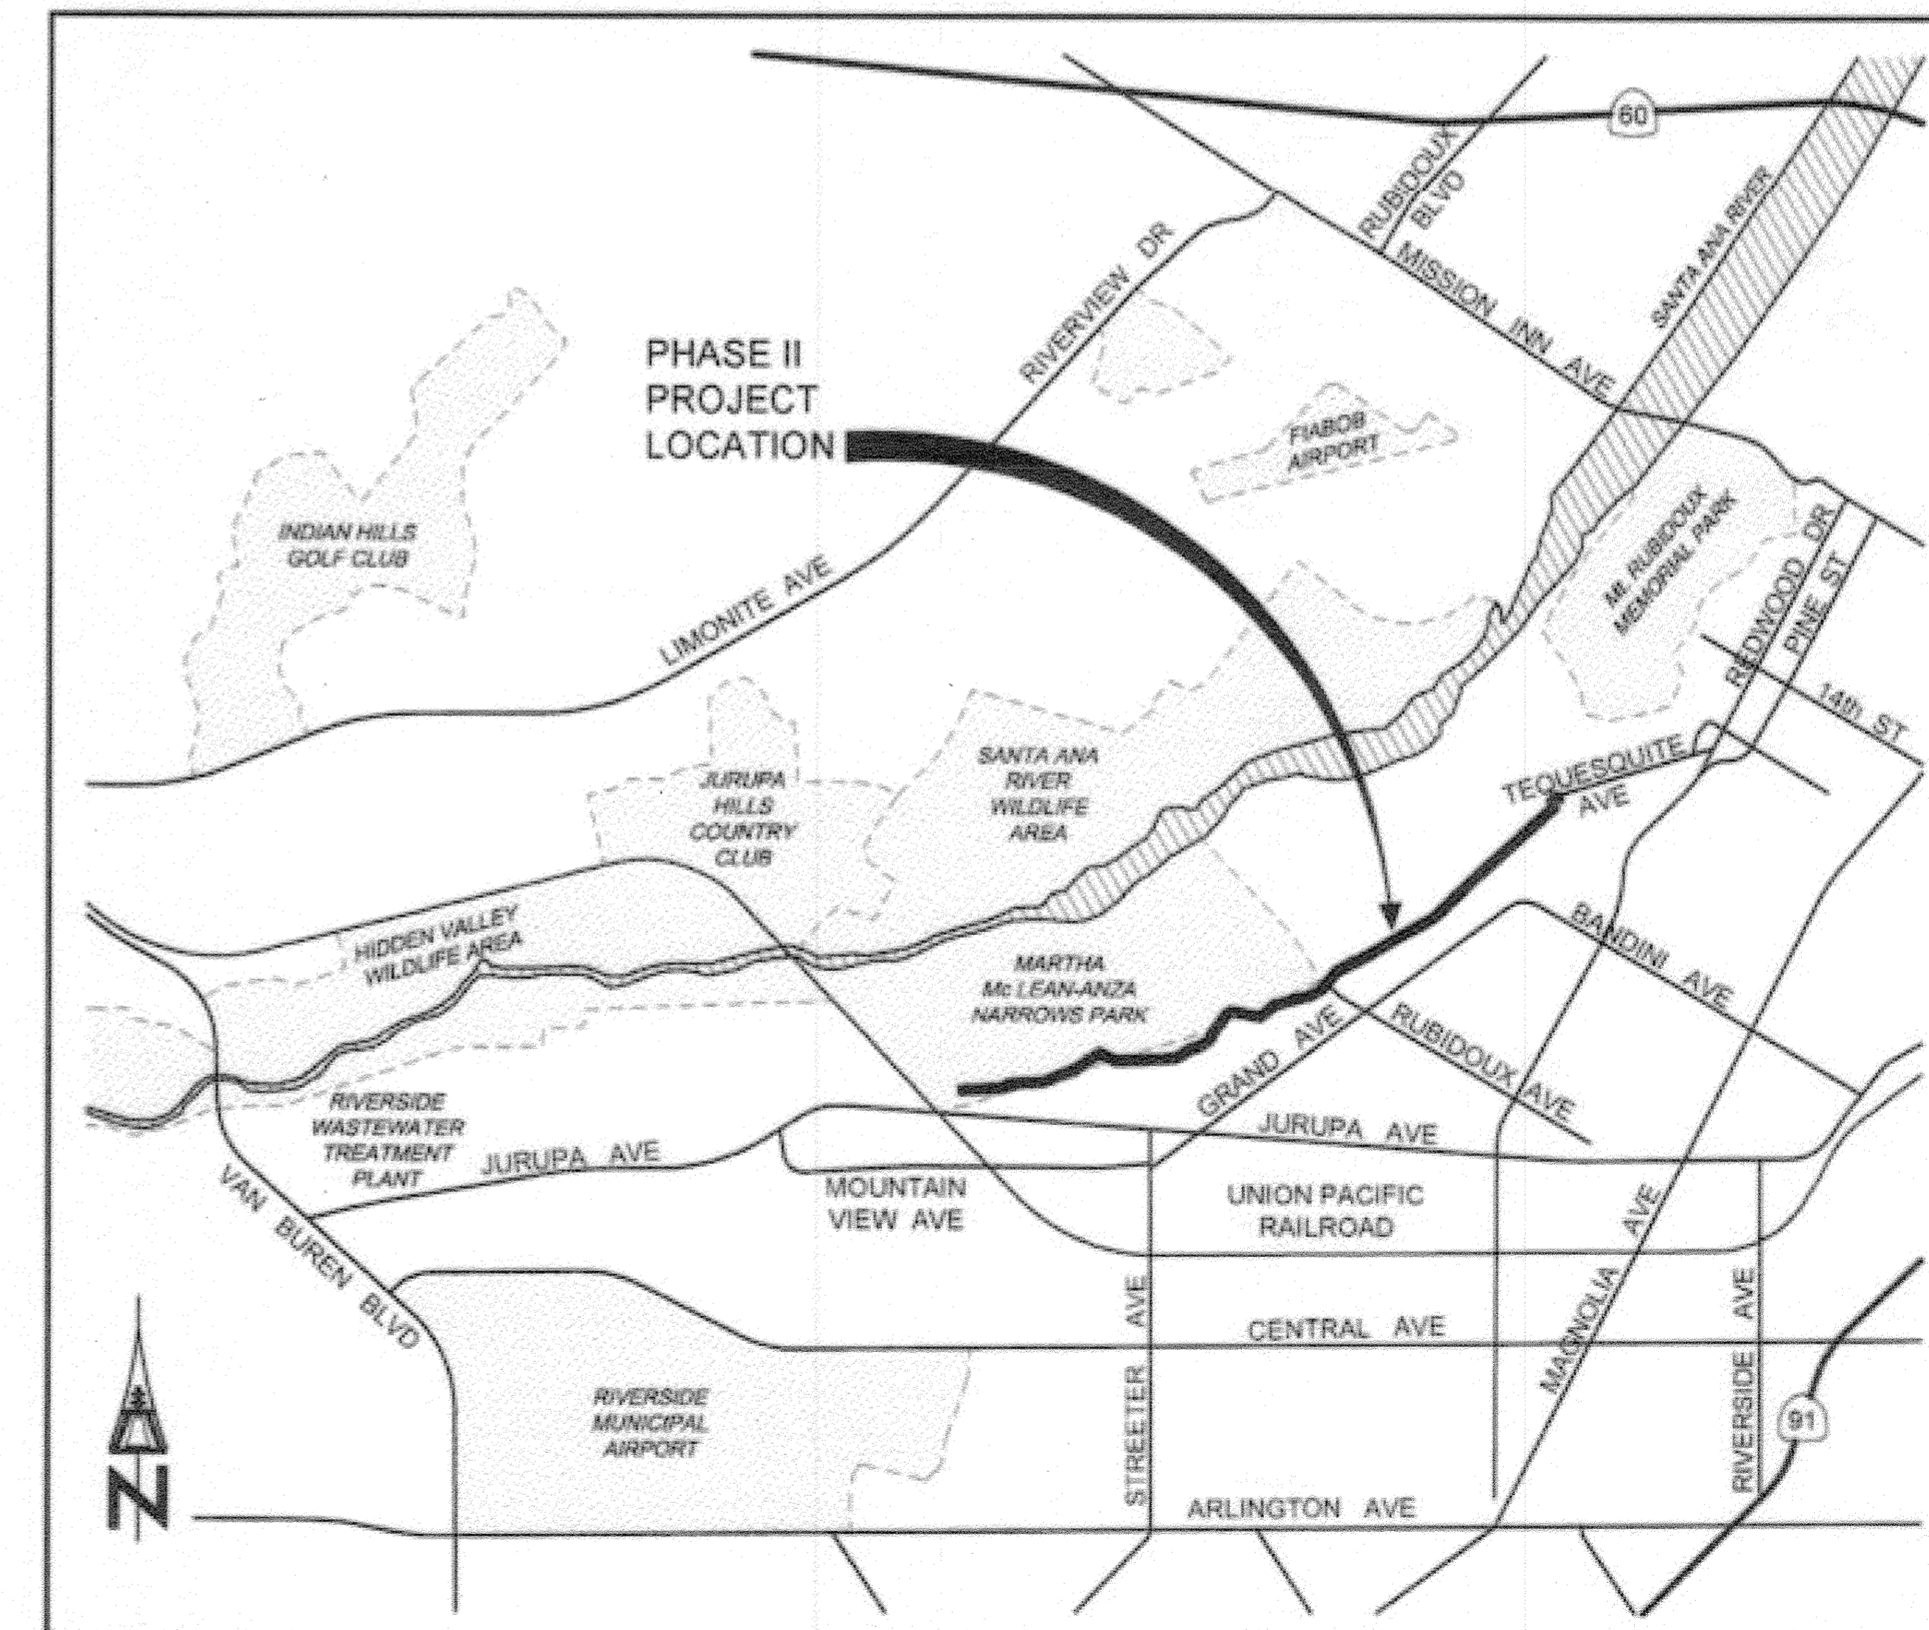 60
RUBIDOUX
BLVD
SANTA ANA RIVER
RIVERVIEW DR
MISSION INN AVE
PHASE II
PROJECT
LOCATION
FIABOB
AIRPORT
INDIAN HILLS
GOLF CLUB
Mt. RUBIDOUX
MEMORIAL PARK
REDWOOD DR
PINE ST
LIMONITE AVE
14th ST
SANTA ANA
RIVER
WILDLIFE
AREA
JURUPA
HILLS
COUNTRY
CLUB
TEQUESQUITE
AVE
HIDDEN VALLEY
WILDLIFE AREA
BANDINI AVE
MARTHA
Mc LEAN-ANZA
NARROWS PARK
GRAND AVE
RUBIDOUX AVE
RIVERSIDE
WASTEWATER
TREATMENT
PLANT
JURUPA AVE
JURUPA AVE
MOUNTAIN
VIEW AVE
UNION PACIFIC
RAILROAD
VAN BUREN BLVD
STREETER AVE
CENTRAL AVE
MAGNOLIA AVE
RIVERSIDE AVE
91
RIVERSIDE
MUNICIPAL
AIRPORT
N
ARLINGTON AVE